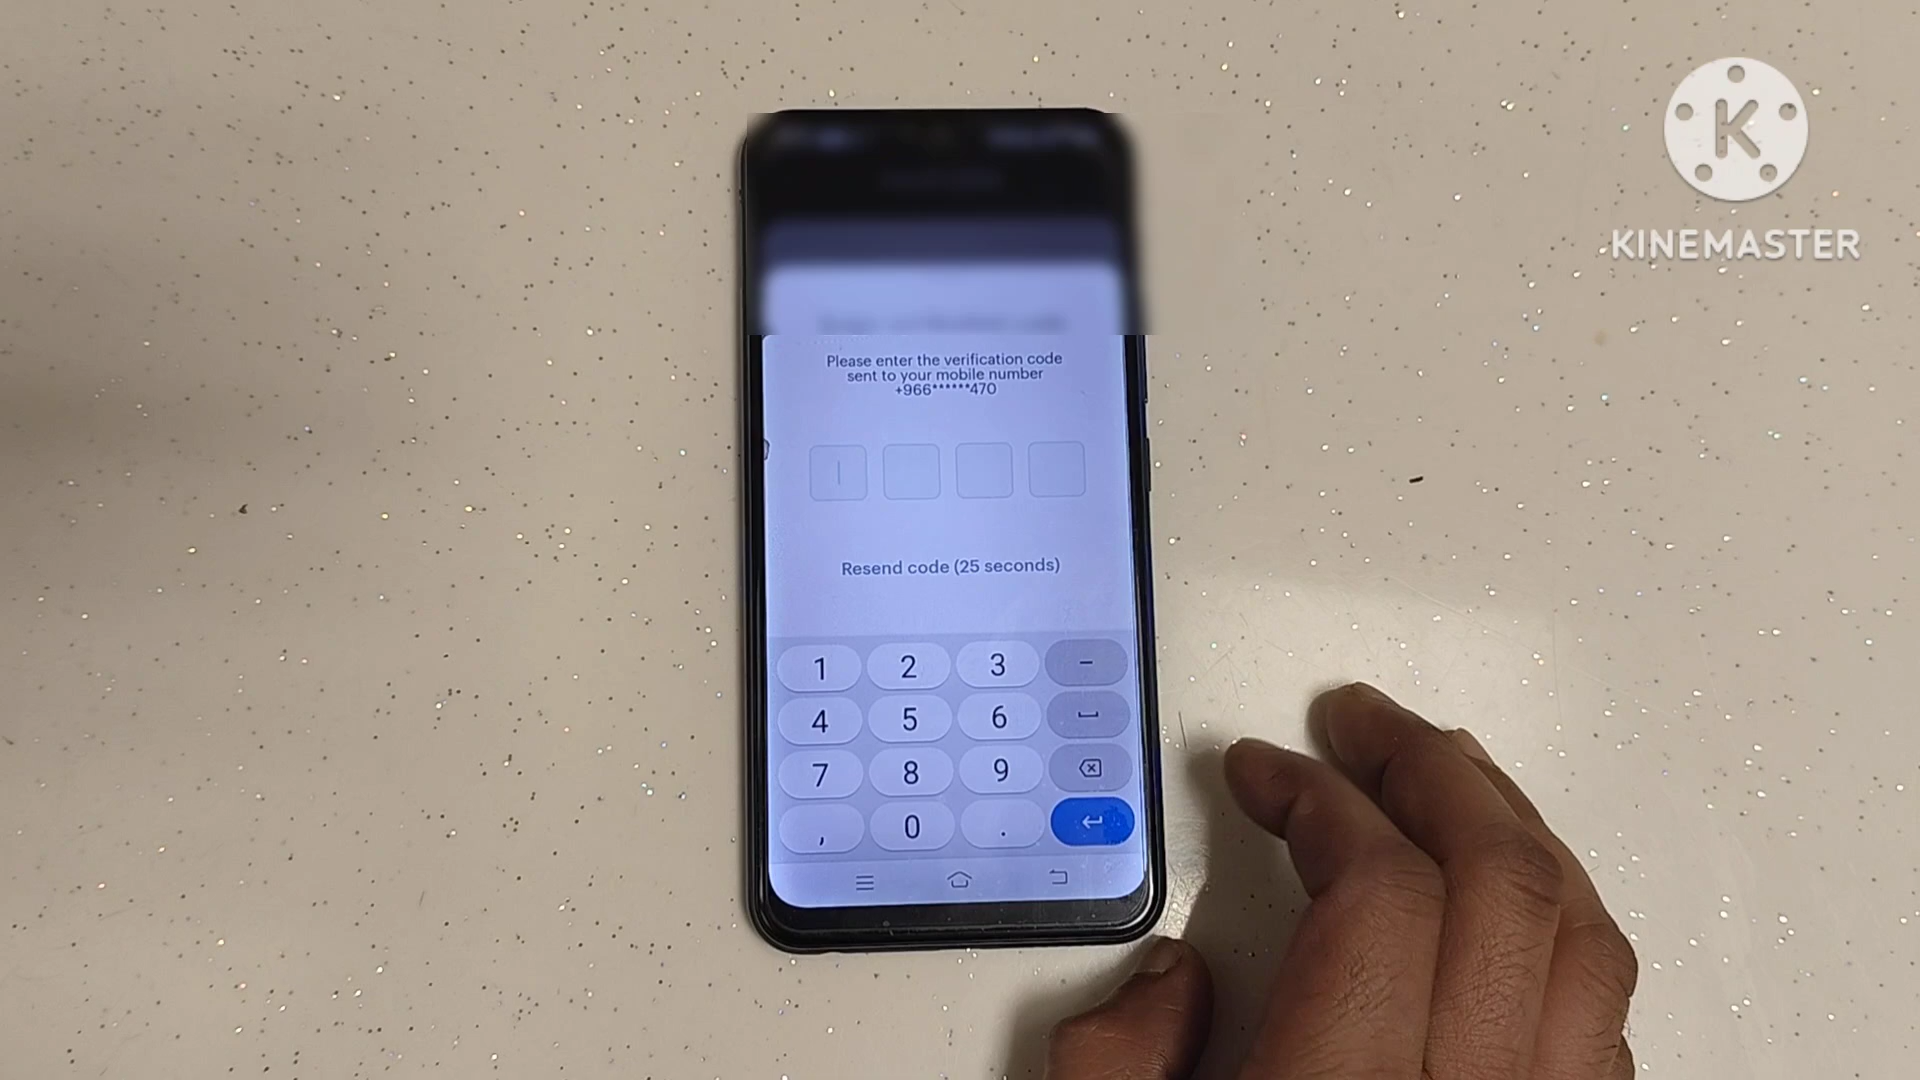 K
KINEMASTER
Please enter the verification code
sent to your mobile number
+966******470
Resend code (25 seconds)
1 2 3 -
4 5 6
7 8 9
, 0 .